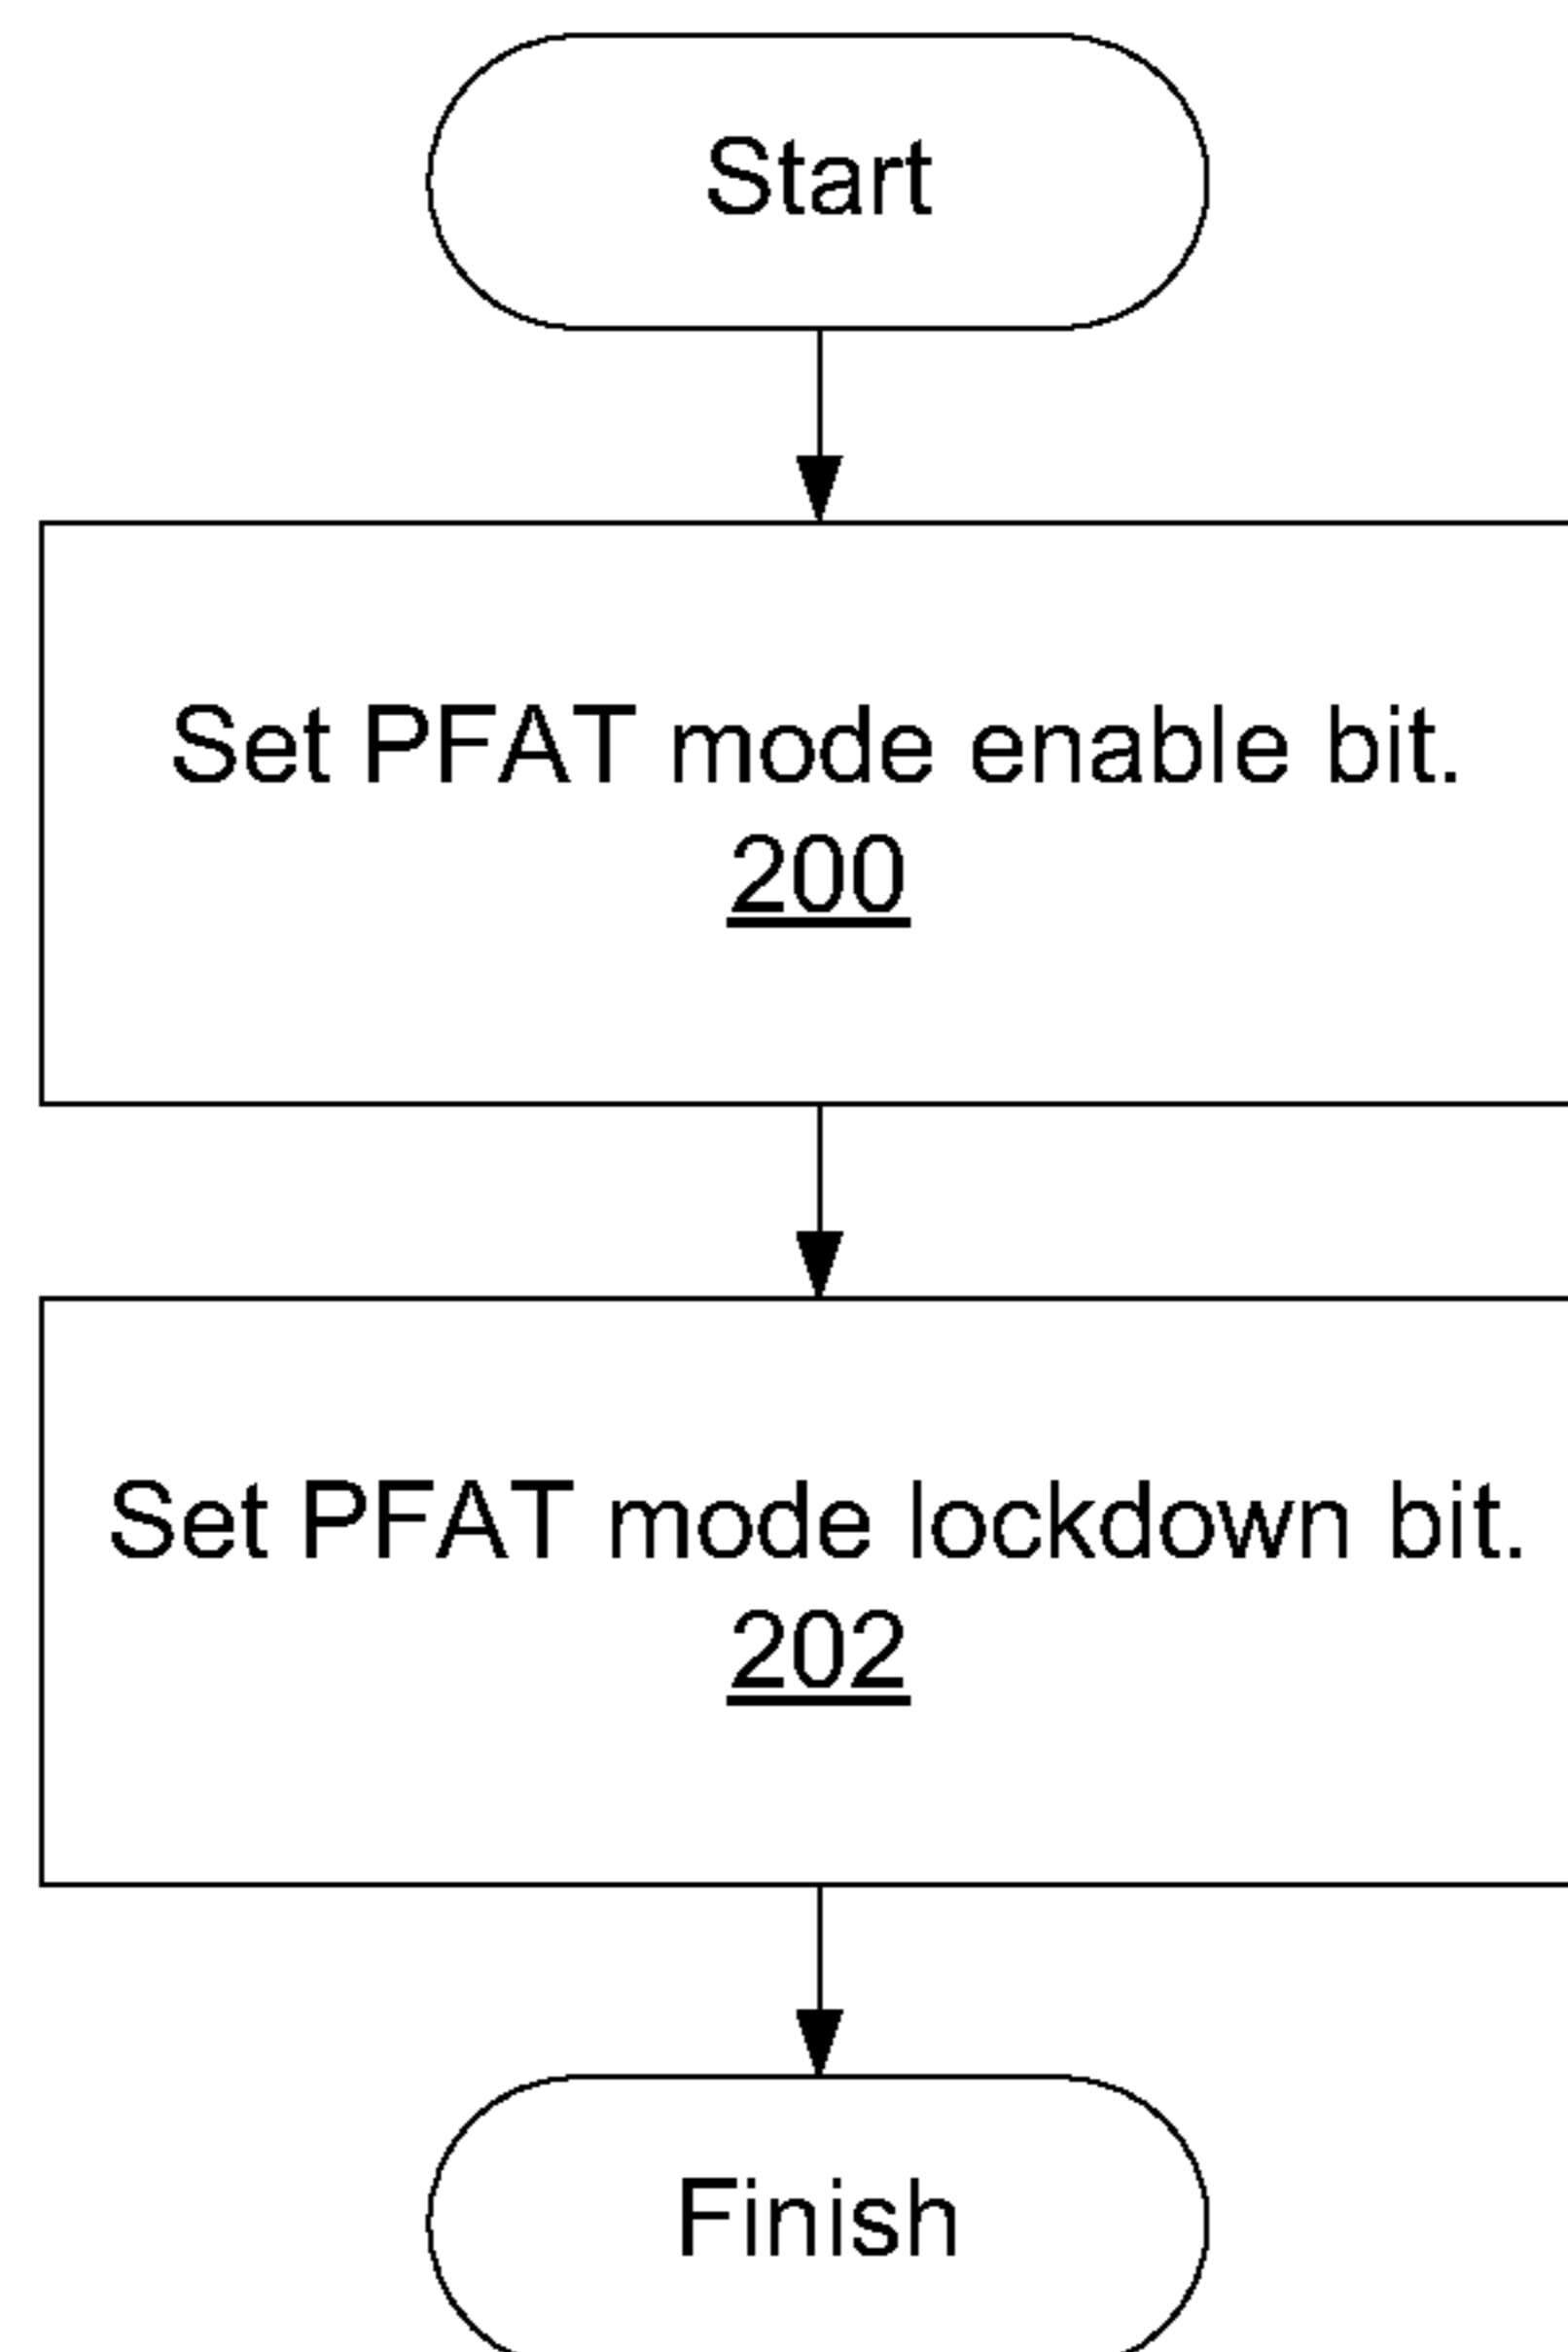 Start
Set PFAT mode enable bit.
200
Set PFAT mode lockdown bit.
202
Finish